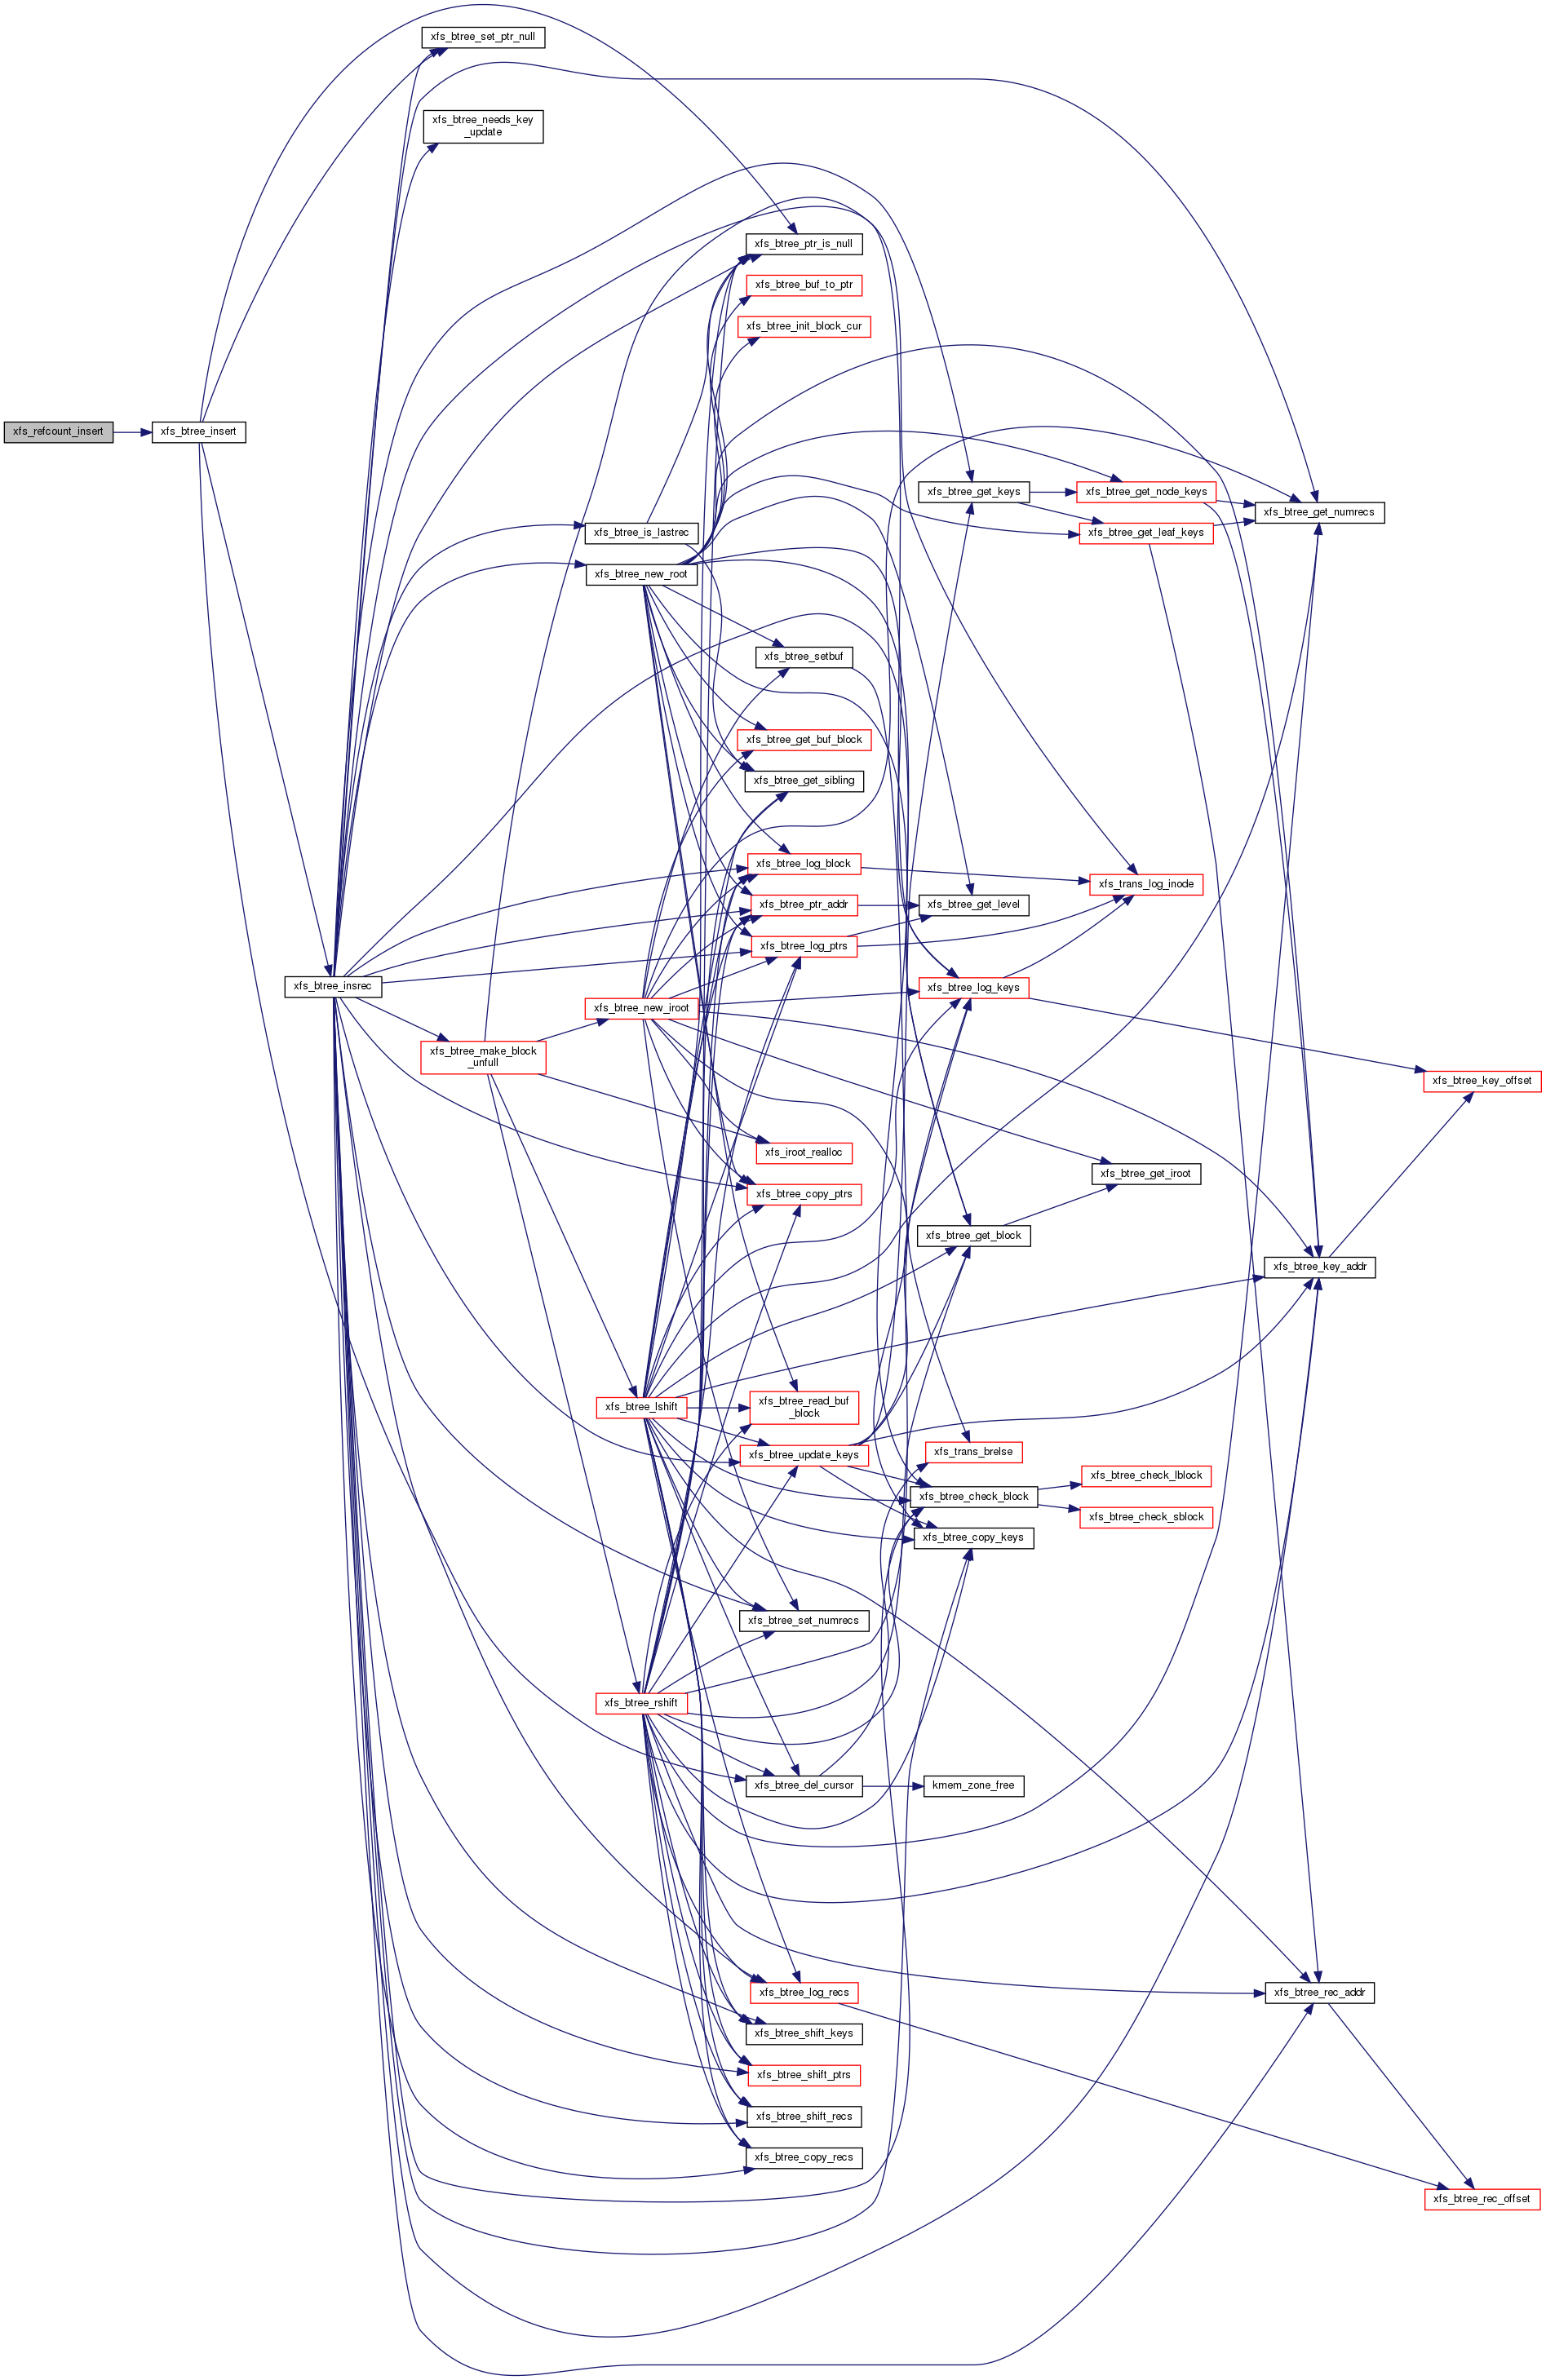 xfs_btree_set_ptr_null
xfs_btree_needs_key
_update
xfs_btree_ptr_is_null
xfs_btree_buf_to_ptr
xfs_btree_init_block_cur
xfs_refcount_insert
xfs_btree_insert
xfs_btree_get_keys
xfs_btree_get_node_keys
xfs_btree_get_numrecs
xfs_btree_is_lastrec
xfs_btree_get_leaf_keys
xfs_btree_new_root
xfs_btree_setbuf
xfs_btree_get_buf_block
xfs_btree_get_sibling
xfs_btree_log_block
xfs_trans_log_inode
xfs_btree_ptr_addr
xfs_btree_get_level
xfs_btree_log_ptrs
xfs_btree_insrec
xfs_btree_log_keys
xfs_btree_new_iroot
xfs_btree_make_block
_unfull
xfs_btree_key_offset
xfs_iroot_realloc
xfs_btree_get_iroot
xfs_btree_copy_ptrs
xfs_btree_get_block
xfs_btree_key_addr
xfs_btree_lshift
xfs_btree_read_buf
_block
xfs_btree_update_keys
xfs_trans_brelse
xfs_btree_check_lblock
xfs_btree_check_block
xfs_btree_check_sblock
xfs_btree_copy_keys
xfs_btree_set_numrecs
xfs_btree_rshift
xfs_btree_del_cursor
kmem_zone_free
xfs_btree_log_recs
xfs_btree_rec_addr
xfs_btree_shift_keys
xfs_btree_shift_ptrs
xfs_btree_shift_recs
xfs_btree_copy_recs
xfs_btree_rec_offset